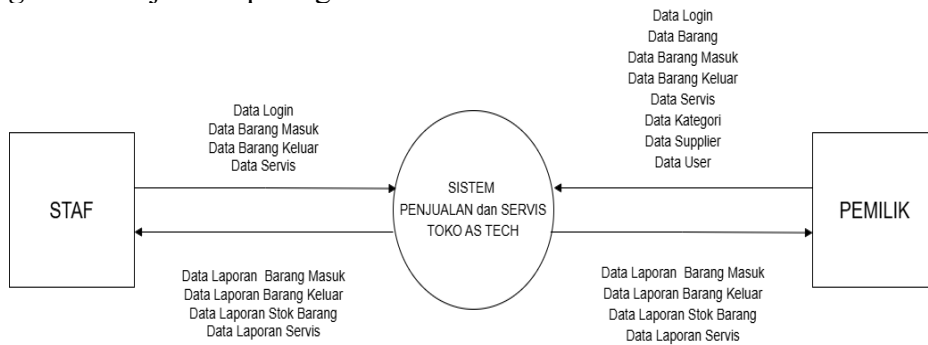 Data Login
Data Barang
Data Barang Masuk
Data Barang Keluar
Data Servis
Data Kategori
Data Supplier
Data User
Data Login
Data Barang Masuk
Data Barang Keluar
Data Servis
STAF
SISTEM
PENJUALAN dan SERVIS
TOKO AS TECH
PEMILIK
Data Laporan Barang Masuk
Data Laporan Barang Keluar
Data Laporan Stok Barang
Data Laporan Servis
Data Laporan Barang Masuk
Data Laporan Barang Keluar
Data Laporan Stok Barang
Data Laporan Servis